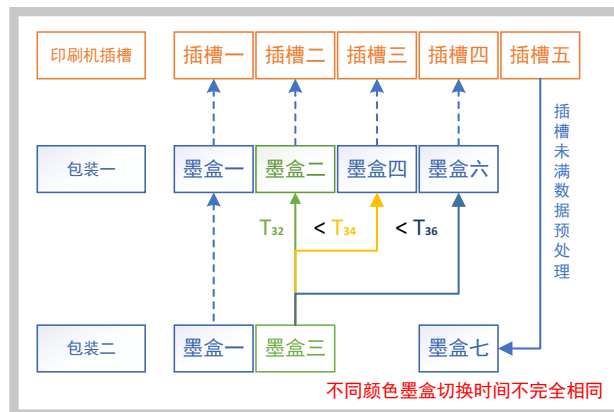 印刷机插槽 插槽一 插槽二 插槽三 插槽四 插槽五
插槽未满数据预处理
包装一 墨盒一 墨盒二 墨盒四 墨盒六
T32 < T34 < T36
包装二 墨盒一 墨盒三 墨盒七
不同颜色墨盒切换时间不完全相同